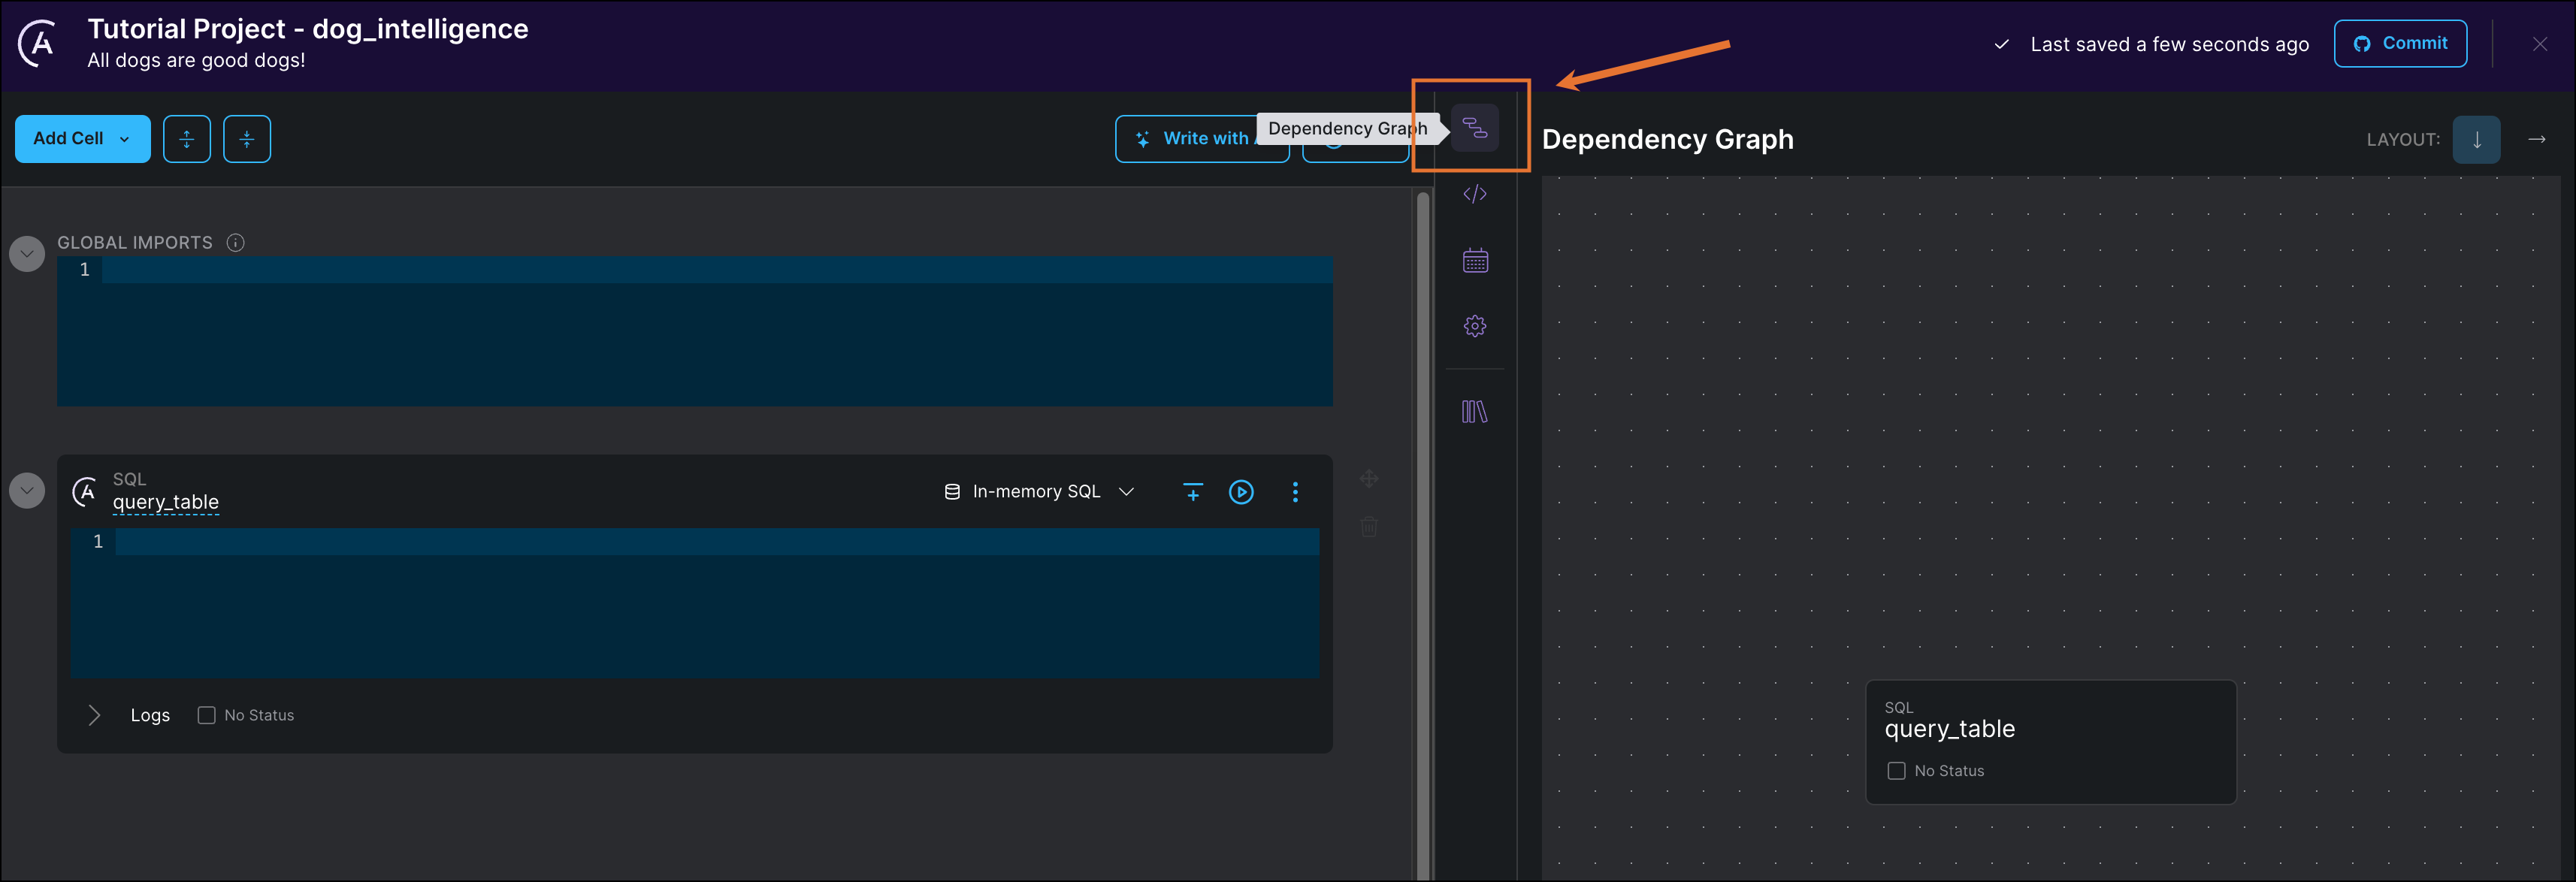 Tutorial Project - dog_intelligence
All dogs are good dogs!
Last saved a few seconds ago
Commit
Add Cell
Write with
Dependency Graph
Dependency Graph
LAYOUT:
GLOBAL IMPORTS
1
SQL
query_table
In-memory SQL
1
Logs
No Status
SQL
query_table
No Status